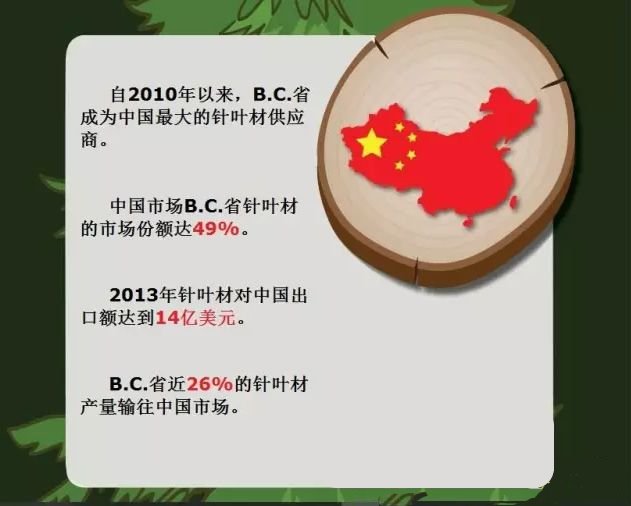 自2010年以来，B.C.省
成为中国最大的针叶材供应
商。
中国市场B.C.省针叶材
的市场份额达49%。
2013年针叶材对中国出
口额达到14亿美元。
B.C.省近26%的针叶材
产量输往中国市场。